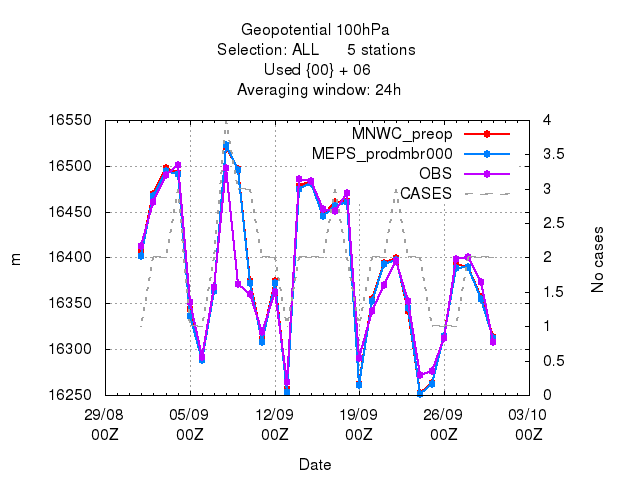 Geopotential 100hPa
Selection: ALL 5 stations
Used {00} + 06
Averaging window: 24h
16550 4
MNWC_preop
MEPS_prodmbr000
OBS
CASES
16500 3.5
3
16450 2.5
16400 2
m
No cases
16350 1.5
1
16300 0.5
16250 0
29/08 05/09 12/09 19/09 26/09 03/10
00Z 00Z 00Z 00Z 00Z 00Z
Date